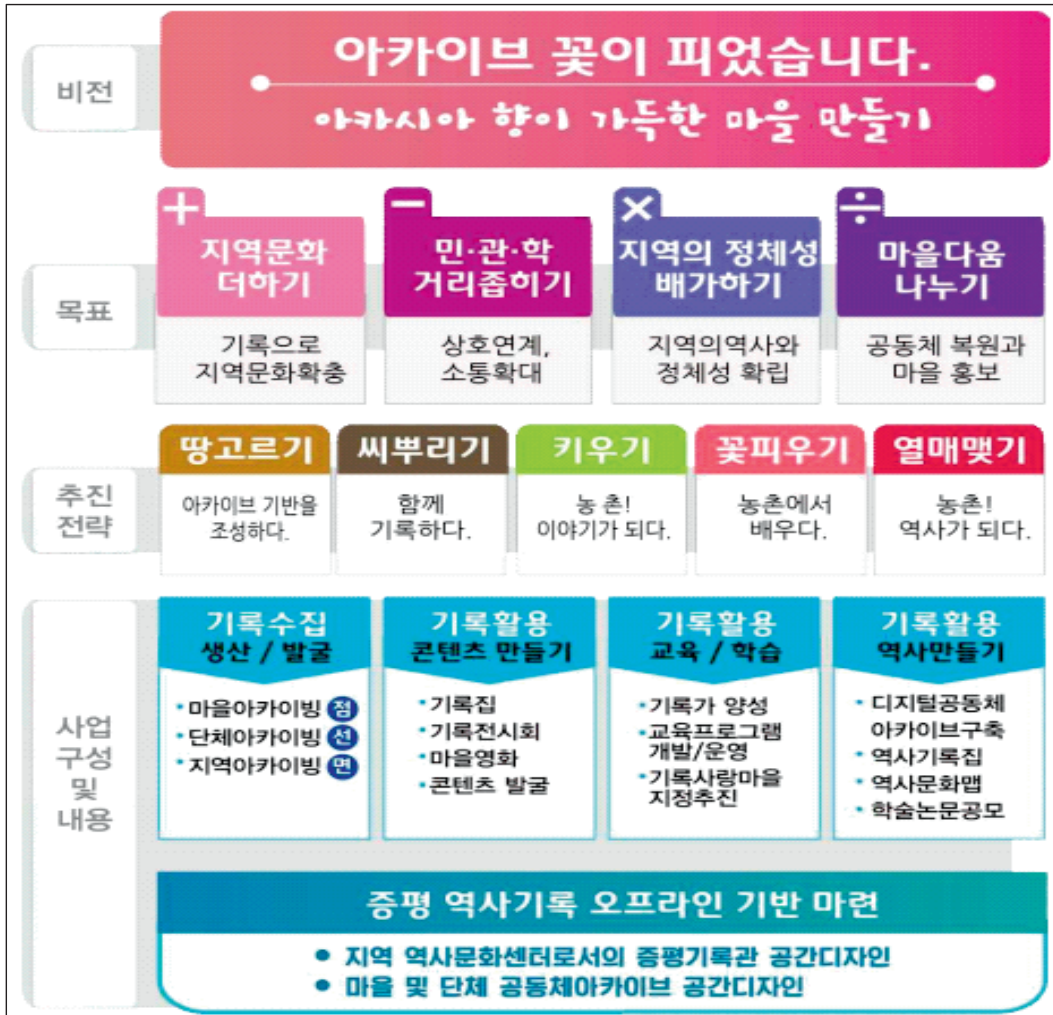 비전
아카이브 꽃이 피었습니다.
아카시아 향이 가득한 마을 만들기
목표
+
지역문화
더하기
기록으로
지역문화확충
−
민·관·학
거리좁히기
상호연계,
소통확대
×
지역의 정체성
배가하기
지역의역사와
정체성 확립
÷
마을다움
나누기
공동체 복원과
마을 홍보
추진
전략
땅고르기
아카이브 기반을
조성하다.
씨뿌리기
함께
기록하다.
키우기
농촌!
이야기가 되다.
꽃피우기
농촌에서
배우다.
열매맺기
농촌!
역사가 되다.
사업
구성
및
내용
기록수집
생산 / 발굴
•마을아카이빙 점
•단체아카이빙 선
•지역아카이빙 면
기록활용
콘텐츠 만들기
•기록집
•기록전시회
•마을영화
•콘텐츠 발굴
기록활용
교육 / 학습
•기록가 양성
•교육프로그램
개발/운영
•기록사랑마을
지정추진
기록활용
역사만들기
•디지털공동체
아카이브구축
•역사기록집
•역사문화맵
•학술논문공모
증평 역사기록 오프라인 기반 마련
• 지역 역사문화센터로서의 증평기록관 공간디자인
• 마을 및 단체 공동체아카이브 공간디자인